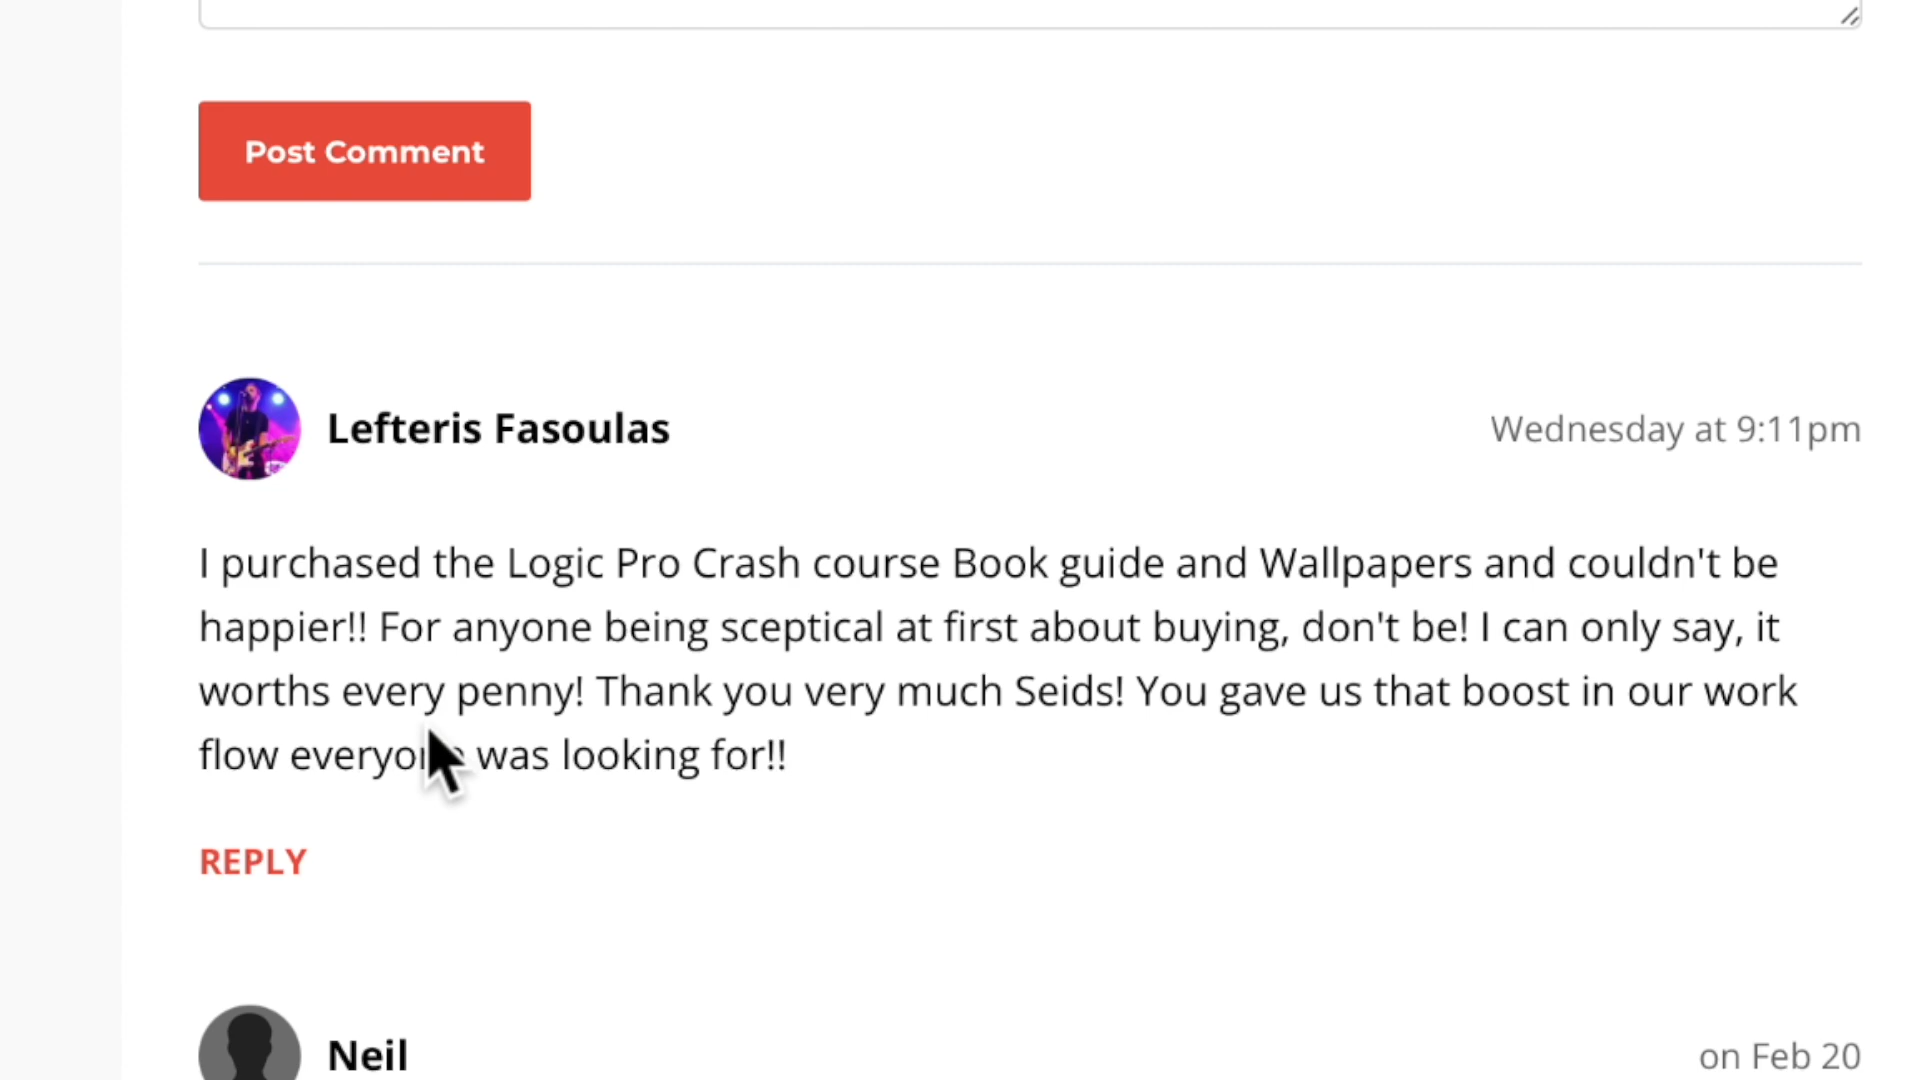 Post Comment
Lefteris Fasoulas
Wednesday at 9:11pm
I purchased the Logic Pro Crash course Book guide and Wallpapers and couldn't be
happier!! For anyone being sceptical at first about buying, don't be! I can only say, it
worths every penny! Thank you very much Seids! You gave us that boost in our work
flow everyone was looking for!!
REPLY
Neil
on Feb 20